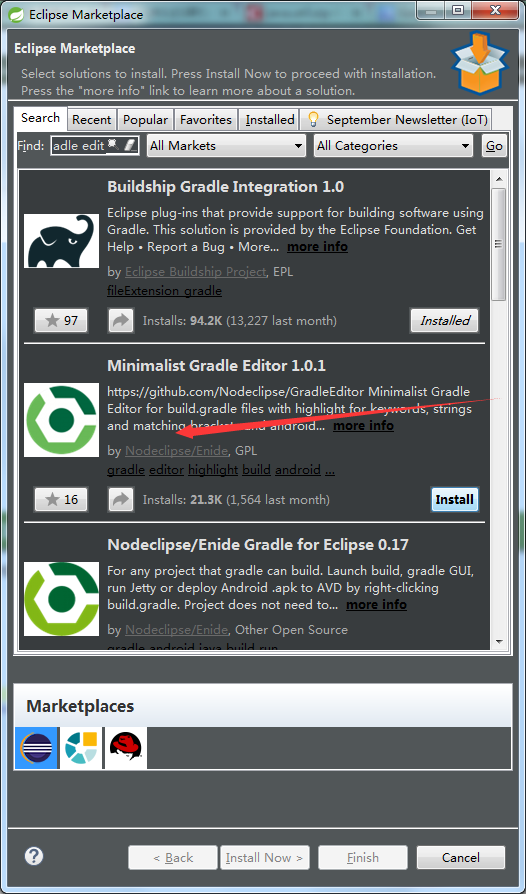 Eclipse Marketplace
Eclipse Marketplace
Select solutions to install. Press Install Now to proceed with installation.
Press the "more info" link to learn more about a solution.
Search Recent Popular Favorites Installed September Newsletter (IoT)
Find: adle edit All Markets All Categories Go
Buildship Gradle Integration 1.0
Eclipse plug-ins that provide support for building software using
Gradle. This solution is provided by the Eclipse Foundation. Get
Help • Report a Bug • More... more info
by Eclipse Buildship Project, EPL
fileExtension_gradle
97 Installs: 94.2K (13,227 last month) Installed
Minimalist Gradle Editor 1.0.1
https://github.com/Nodeclipse/GradleEditor Minimalist Gradle
Editor for build.gradle files with highlight for keywords, strings
and matching brackets and android... more info
by Nodeclipse/Enide, GPL
gradle editor highlight build android ...
16 Installs: 21.3K (1,564 last month) Install
Nodeclipse/Enide Gradle for Eclipse 0.17
For any project that gradle can build. Launch build, gradle GUI,
run Jetty or deploy Android .apk to AVD by right-clicking
build.gradle. Project does not need to... more info
by Nodeclipse/Enide, Other Open Source
gradle android java build run
Marketplaces
? < Back Install Now > Finish Cancel